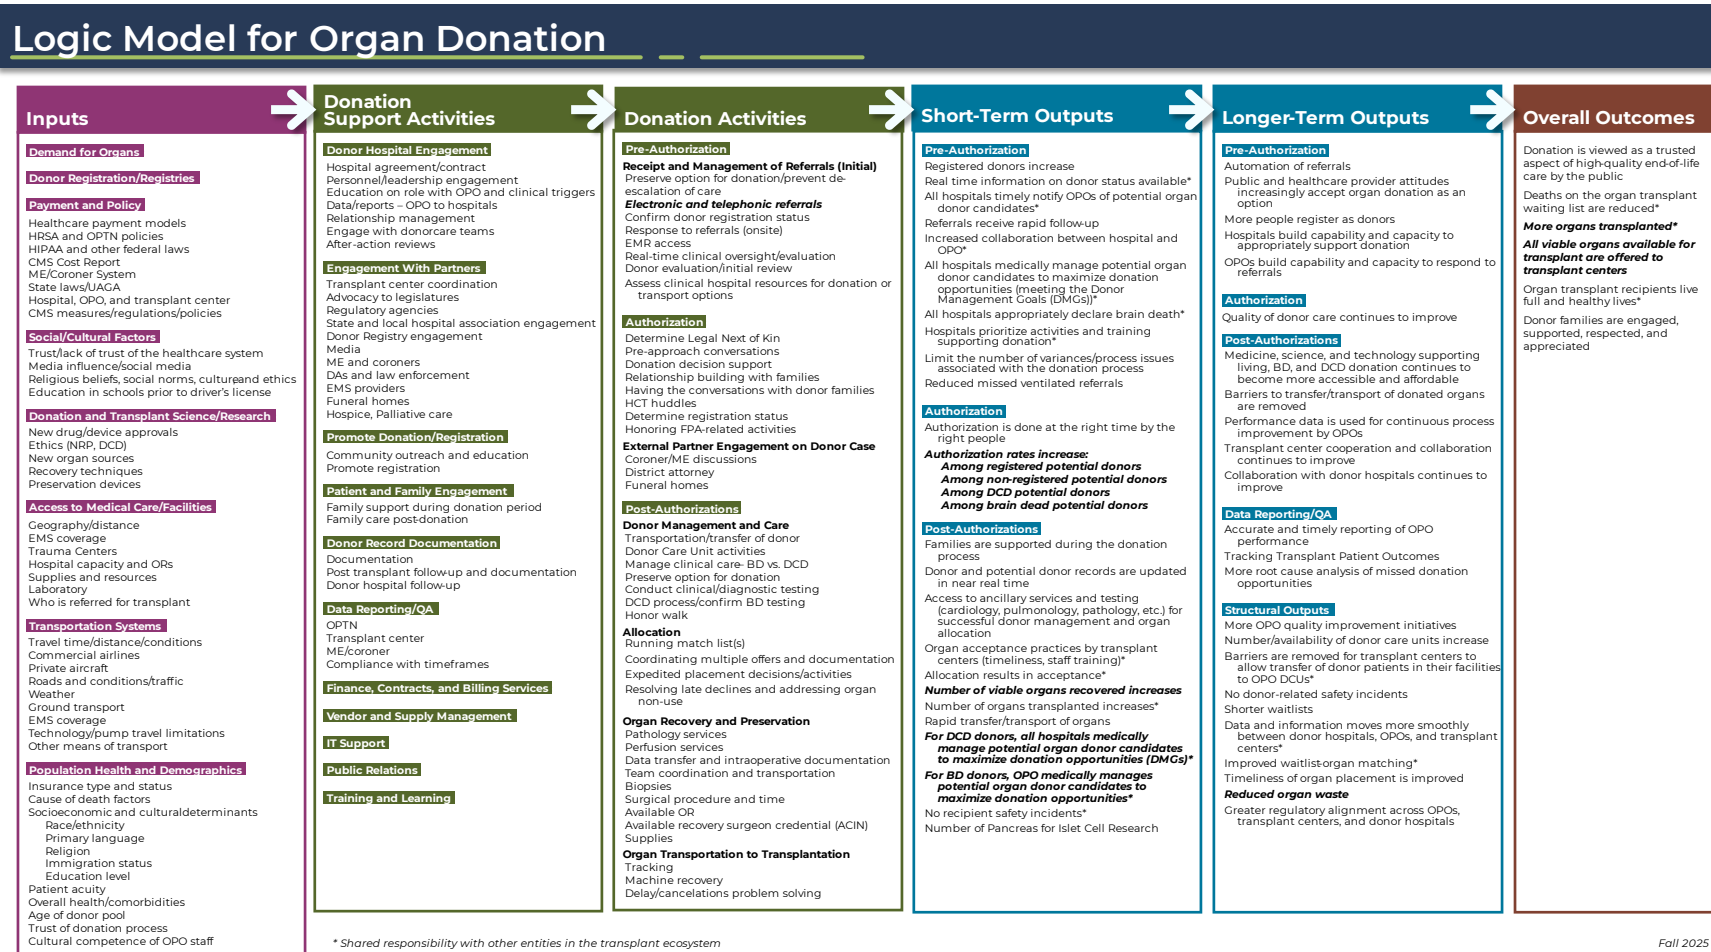 Logic Model for Organ Donation
Inputs
Demand for Organs
Donor Registration/Registries
Payment and Policy
Healthcare payment models
HRSA and OPTN policies
HIPAA and other federal laws
CMS Cost Report
ME/Coroner System
State laws/UAGA
Hospital, OPO, and transplant center
CMS measures/regulations/policies
Social/Cultural Factors
Trust/lack of trust of the healthcare system
Media influence/social media
Religious beliefs, social norms, culture,and ethics
Education in schools prior to driver's license
Donation and Transplant Science/Research
New drug/device approvals
Ethics (NRP, DCD)
New organ sources
Recovery techniques
Preservation devices
Access to Medical Care/Facilities
Geography/distance
EMS coverage
Trauma Centers
Hospital capacity and ORs
Supplies and resources
Laboratory
Who is referred for transplant
Transportation Systems
Travel time/distance/conditions
Commercial airlines
Private aircraft
Roads and conditions/traffic
Weather
Ground transport
EMS coverage
Technology/pump travel limitations
Other means of transport
Population Health and Demographics
Insurance type and status
Cause of death factors
Socioeconomic and culturaldeterminants
Race/ethnicity
Primary language
Religion
Immigration status
Education level
Patient acuity
Overall health/comorbidities
Age of donor pool
Trust of donation process
Cultural competence of OPO staff
Donation
Support Activities
Donor Hospital Engagement
Hospital agreement/contract
Personnel/leadership engagement
Education on role with OPO and clinical triggers
Data/reports – OPO to hospitals
Relationship management
Engage with donorcare teams
After-action reviews
Engagement With Partners
Transplant center coordination
Advocacy to legislatures
Regulatory agencies
State and local hospital association engagement
Donor Registry engagement
Media
ME and coroners
DAs and law enforcement
EMS providers
Funeral homes
Hospice, Palliative care
Promote Donation/Registration
Community outreach and education
Promote registration
Patient and Family Engagement
Family support during donation period
Family care post-donation
Donor Record Documentation
Documentation
Post transplant follow-up and documentation
Donor hospital follow-up
Data Reporting/QA
OPTN
Transplant center
ME/coroner
Compliance with timeframes
Finance, Contracts, and Billing Services
Vendor and Supply Management
IT Support
Public Relations
Training and Learning
Donation Activities
Pre-Authorization
Receipt and Management of Referrals (Initial)
Preserve option for donation/prevent de-
escalation of care
Electronic and telephonic referrals
Confirm donor registration status
Response to referrals (onsite)
EMR access
Real-time clinical oversight/evaluation
Donor evaluation/initial review
Assess clinical hospital resources for donation or
transport options
Authorization
Determine Legal Next of Kin
Pre-approach conversations
Donation decision support
Relationship building with families
Having the conversations with donor families
HCT huddles
Determine registration status
Honoring FPA-related activities
External Partner Engagement on Donor Case
Coroner/ME discussions
District attorney
Funeral homes
Post-Authorizations
Donor Management and Care
Transportation/transfer of donor
Donor Care Unit activities
Manage clinical care- BD vs. DCD
Preserve option for donation
Conduct clinical/diagnostic testing
DCD process/confirm BD testing
Honor walk
Allocation
Running match list(s)
Coordinating multiple offers and documentation
Expedited placement decisions/activities
Resolving late declines and addressing organ
non-use
Organ Recovery and Preservation
Pathology services
Perfusion services
Data transfer and intraoperative documentation
Team coordination and transportation
Biopsies
Surgical procedure and time
Available OR
Available recovery surgeon credential (ACIN)
Supplies
Organ Transportation to Transplantation
Tracking
Machine recovery
Delay/cancelations problem solving
Short-Term Outputs
Pre-Authorization
Registered donors increase
Real time information on donor status available*
All hospitals timely notify OPOs of potential organ
donor candidates*
Referrals receive rapid follow-up
Increased collaboration between hospital and
OPO*
All hospitals medically manage potential organ
donor candidates to maximize donation
opportunities (meeting the Donor
Management Goals (DMGs))*
All hospitals appropriately declare brain death*
Hospitals prioritize activities and training
supporting donation*
Limit the number of variances/process issues
associated with the donation process
Reduced missed ventilated referrals
Authorization
Authorization is done at the right time by the
right people
Authorization rates increase:
Among registered potential donors
Among non-registered potential donors
Among DCD potential donors
Among brain dead potential donors
Post-Authorizations
Families are supported during the donation
process
Donor and potential donor records are updated
in near real time
Access to ancillary services and testing
(cardiology, pulmonology, pathology, etc.) for
successful donor management and organ
allocation
Organ acceptance practices by transplant
centers (timeliness, staff training)*
Allocation results in acceptance*
Number of viable organs recovered increases
Number of organs transplanted increases*
Rapid transfer/transport of organs
For DCD donors, all hospitals medically
manage potential organ donor candidates
to maximize donation opportunities (DMGs)*
For BD donors, OPO medically manages
potential organ donor candidates to
maximize donation opportunities*
No recipient safety incidents*
Number of Pancreas for Islet Cell Research
Longer-Term Outputs
Pre-Authorization
Automation of referrals
Public and healthcare provider attitudes
increasingly accept organ donation as an
option
More people register as donors
Hospitals build capability and capacity to
appropriately support donation
OPOs build capability and capacity to respond to
referrals
Authorization
Quality of donor care continues to improve
Post-Authorizations
Medicine, science, and technology supporting
living, BD, and DCD donation continues to
become more accessible and affordable
Barriers to transfer/transport of donated organs
are removed
Performance data is used for continuous process
improvement by OPOs
Transplant center cooperation and collaboration
continues to improve
Collaboration with donor hospitals continues to
improve
Data Reporting/QA
Accurate and timely reporting of OPO
performance
Tracking Transplant Patient Outcomes
More root cause analysis of missed donation
opportunities
Structural Outputs
More OPO quality improvement initiatives
Number/availability of donor care units increase
Barriers are removed for transplant centers to
allow transfer of donor patients in their facilities
to OPO DCUs*
No donor-related safety incidents
Shorter waitlists
Data and information moves more smoothly
between donor hospitals, OPOs, and transplant
centers*
Improved waitlist-organ matching*
Timeliness of organ placement is improved
Reduced organ waste
Greater regulatory alignment across OPOs,
transplant centers, and donor hospitals
Overall Outcomes
Donation is viewed as a trusted
aspect of high-quality end-of-life
care by the public
Deaths on the organ transplant
waiting list are reduced*
More organs transplanted*
All viable organs available for
transplant are offered to
transplant centers
Organ transplant recipients live
full and healthy lives*
Donor families are engaged,
supported, respected, and
appreciated
* Shared responsibility with other entities in the transplant ecosystem
Fall 2025